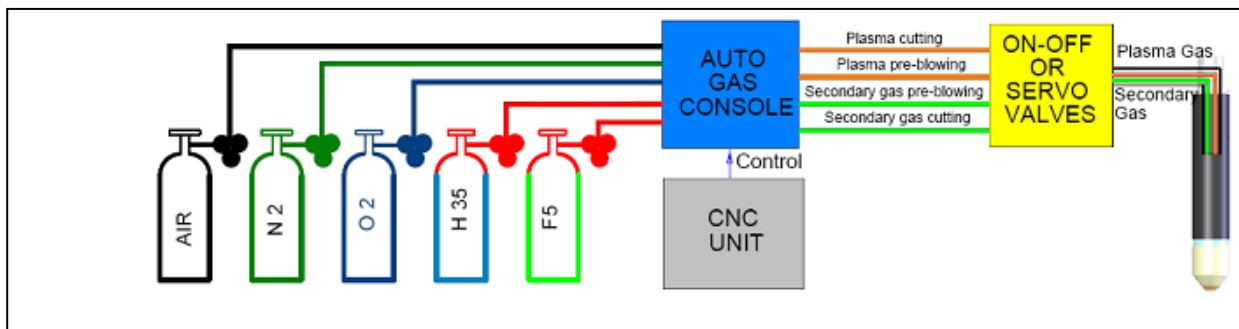 AIR
N 2
O 2
H 35
F5
AUTO
GAS
CONSOLE
Control
CNC
UNIT
Plasma cutting
Plasma pre-blowing
Secondary gas pre-blowing
Secondary gas cutting
ON-OFF
OR
SERVO
VALVES
Plasma Gas
Secondary
Gas